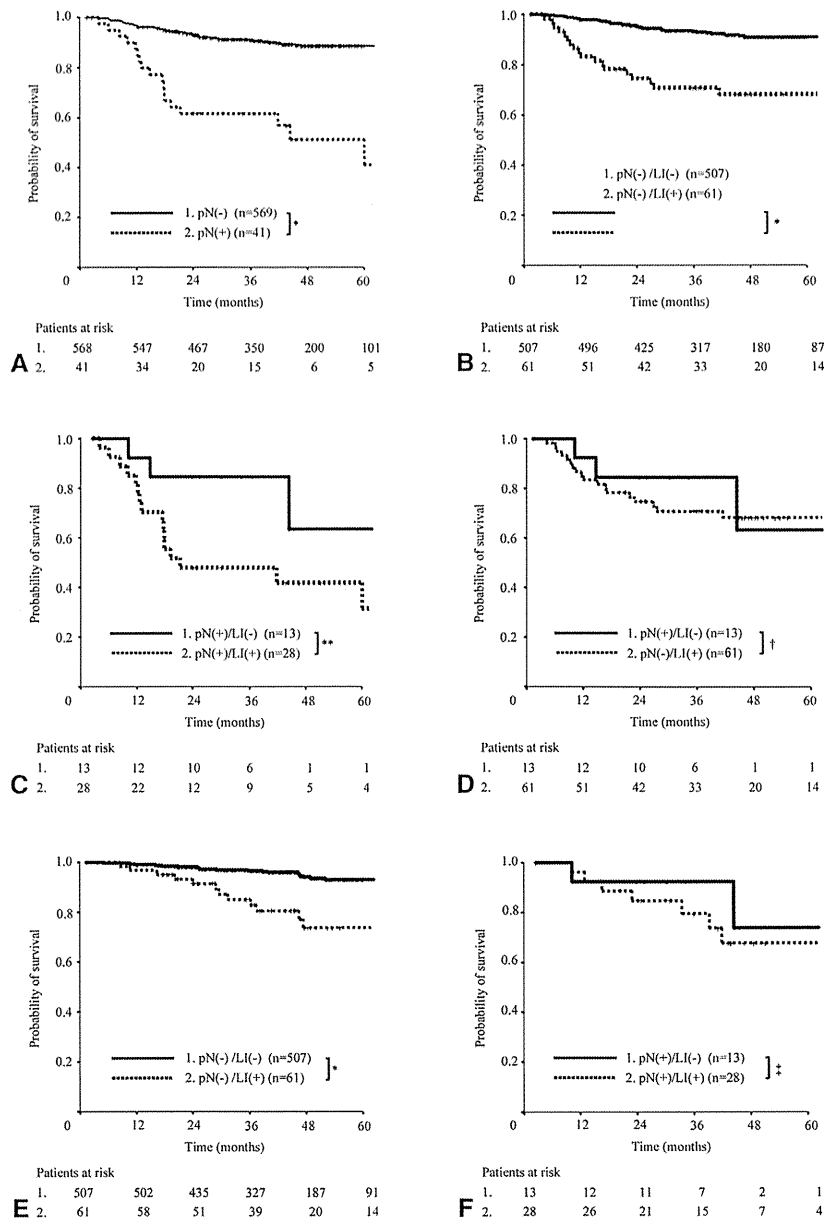 1.0
0.8
0.6
0.4
0.2
0
Probability of survival
1. pN(-) (n=569)
2. pN(+) (n=41)
*
12 24 36 48 60
Time (months)
Patients at risk
1. 568 547 467 350 200 101
2. 41 34 20 15 6 5
A
1.0
0.8
0.6
0.4
0.2
0
Probability of survival
1. pN(-) /LI(-) (n=507)
2. pN(-) /LI(+) (n=61)
*
12 24 36 48 60
Time (months)
Patients at risk
1. 507 496 425 317 180 87
2. 61 51 42 33 20 14
B
1.0
0.8
0.6
0.4
0.2
0
Probability of survival
1. pN(+)/LI(-) (n=13)
2. pN(+)/LI(+) (n=28)
**
12 24 36 48 60
Time (months)
Patients at risk
1. 13 12 10 6 1 1
2. 28 22 12 9 5 4
C
1.0
0.8
0.6
0.4
0.2
0
Probability of survival
1. pN(+)/LI(-) (n=13)
2. pN(-)/LI(+) (n=61)
†
12 24 36 48 60
Time (months)
Patients at risk
1. 13 12 10 6 1 1
2. 61 51 42 33 20 14
D
1.0
0.8
0.6
0.4
0.2
0
Probability of survival
1. pN(-) /LI(-) (n=507)
2. pN(-) /LI(+) (n=61)
*
12 24 36 48 60
Time (months)
Patients at risk
1. 507 502 435 327 187 91
2. 61 58 51 39 20 14
E
1.0
0.8
0.6
0.4
0.2
0
Probability of survival
1. pN(+)/LI(-) (n=13)
2. pN(+)/LI(+) (n=28)
‡
12 24 36 48 60
Time (months)
Patients at risk
1. 13 12 11 7 2 1
2. 28 26 21 15 7 4
F